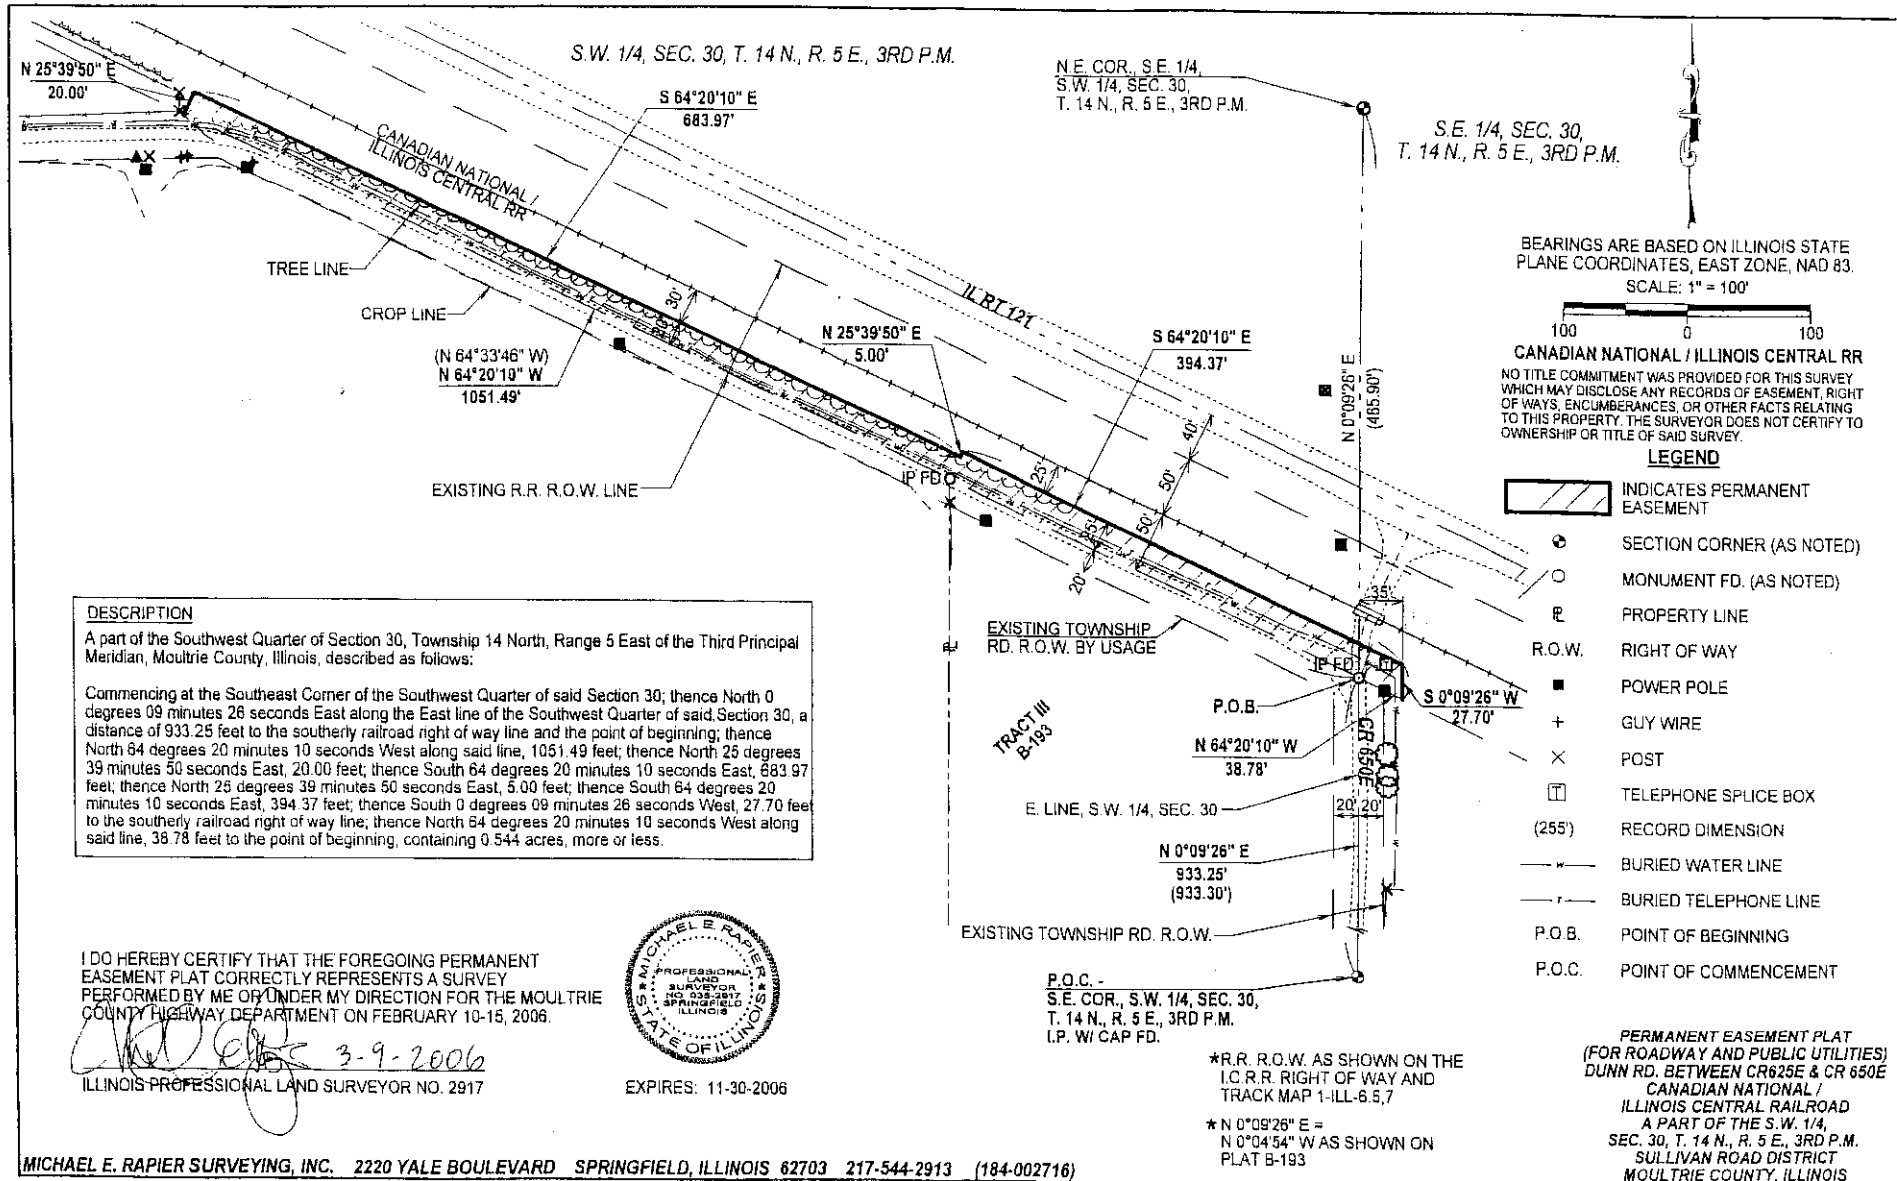 N 25°39'50" E
20.00'
S.W. 1/4, SEC. 30, T. 14 N., R. 5 E., 3RD P.M.
S 64°20'10" E
683.97'
N.E. COR., S.E. 1/4,
S.W. 1/4, SEC. 30,
T. 14 N., R. 5 E., 3RD P.M.
S.E. 1/4, SEC. 30,
T. 14 N., R. 5 E., 3RD P.M.
CANADIAN NATIONAL /
ILLINOIS CENTRAL RR
TREE LINE
CROP LINE
(N 64°33'46" W)
N 64°20'10" W
1051.49'
30'
20'
IL RT 121
N 25°39'50" E
5.00'
S 64°20'10" E
394.37'
N 0°09'26" E
(465.90')
EXISTING R.R. R.O.W. LINE
IP FD.
25'
40'
50'
50'
25'
20'
BEARINGS ARE BASED ON ILLINOIS STATE
PLANE COORDINATES, EAST ZONE, NAD 83.
SCALE: 1" = 100'
100 0 100
CANADIAN NATIONAL / ILLINOIS CENTRAL RR
NO TITLE COMMITMENT WAS PROVIDED FOR THIS SURVEY
WHICH MAY DISCLOSE ANY RECORDS OF EASEMENT, RIGHT
OF WAYS, ENCUMBERANCES, OR OTHER FACTS RELATING
TO THIS PROPERTY. THE SURVEYOR DOES NOT CERTIFY TO
OWNERSHIP OR TITLE OF SAID SURVEY.
LEGEND
INDICATES PERMANENT
EASEMENT
SECTION CORNER (AS NOTED)
MONUMENT FD. (AS NOTED)
PL PROPERTY LINE
R.O.W. RIGHT OF WAY
POWER POLE
+ GUY WIRE
X POST
T TELEPHONE SPLICE BOX
(255') RECORD DIMENSION
w BURIED WATER LINE
T BURIED TELEPHONE LINE
P.O.B. POINT OF BEGINNING
P.O.C. POINT OF COMMENCEMENT
DESCRIPTION
A part of the Southwest Quarter of Section 30, Township 14 North, Range 5 East of the Third Principal
Meridian, Moultrie County, Illinois, described as follows:
Commencing at the Southeast Corner of the Southwest Quarter of said Section 30; thence North 0
degrees 09 minutes 26 seconds East along the East line of the Southwest Quarter of said Section 30, a
distance of 933.25 feet to the southerly railroad right of way line and the point of beginning; thence
North 64 degrees 20 minutes 10 seconds West along said line, 1051.49 feet; thence North 25 degrees
39 minutes 50 seconds East, 20.00 feet; thence South 64 degrees 20 minutes 10 seconds East, 683.97
feet; thence North 25 degrees 39 minutes 50 seconds East, 5.00 feet; thence South 64 degrees 20
minutes 10 seconds East, 394.37 feet; thence South 0 degrees 09 minutes 26 seconds West, 27.70 feet
to the southerly railroad right of way line; thence North 64 degrees 20 minutes 10 seconds West along
said line, 38.78 feet to the point of beginning, containing 0.544 acres, more or less.
EXISTING TOWNSHIP
RD. R.O.W. BY USAGE
35'
IP FD.
T
P.O.B.
S 0°09'26" W
27.70'
TRACT III
B-193
N 64°20'10" W
38.78'
CR 650E
E. LINE, S.W. 1/4, SEC. 30
20' 20'
N 0°09'26" E
933.25'
(933.30')
EXISTING TOWNSHIP RD. R.O.W.
P.O.C. -
S.E. COR., S.W. 1/4, SEC. 30,
T. 14 N., R. 5 E., 3RD P.M.
I.P. W/ CAP FD.
I DO HEREBY CERTIFY THAT THE FOREGOING PERMANENT
EASEMENT PLAT CORRECTLY REPRESENTS A SURVEY
PERFORMED BY ME OR UNDER MY DIRECTION FOR THE MOULTRIE
COUNTY HIGHWAY DEPARTMENT ON FEBRUARY 10-15, 2006.
3-9-2006
ILLINOIS PROFESSIONAL LAND SURVEYOR NO. 2917
MICHAEL E. RAPIER
PROFESSIONAL
LAND
SURVEYOR
NO. 035-2917
SPRINGFIELD
ILLINOIS
STATE OF ILLINOIS
EXPIRES: 11-30-2006
*R.R. R.O.W. AS SHOWN ON THE
I.C.R.R. RIGHT OF WAY AND
TRACK MAP 1-ILL-6.5,7
* N 0°09'26" E =
N 0°04'54" W AS SHOWN ON
PLAT B-193
PERMANENT EASEMENT PLAT
(FOR ROADWAY AND PUBLIC UTILITIES)
DUNN RD. BETWEEN CR625E & CR 650E
CANADIAN NATIONAL /
ILLINOIS CENTRAL RAILROAD
A PART OF THE S.W. 1/4,
SEC. 30, T. 14 N., R. 5 E., 3RD P.M.
SULLIVAN ROAD DISTRICT
MOULTRIE COUNTY, ILLINOIS
MICHAEL E. RAPIER SURVEYING, INC. 2220 YALE BOULEVARD SPRINGFIELD, ILLINOIS 62703 217-544-2913 (184-002716)